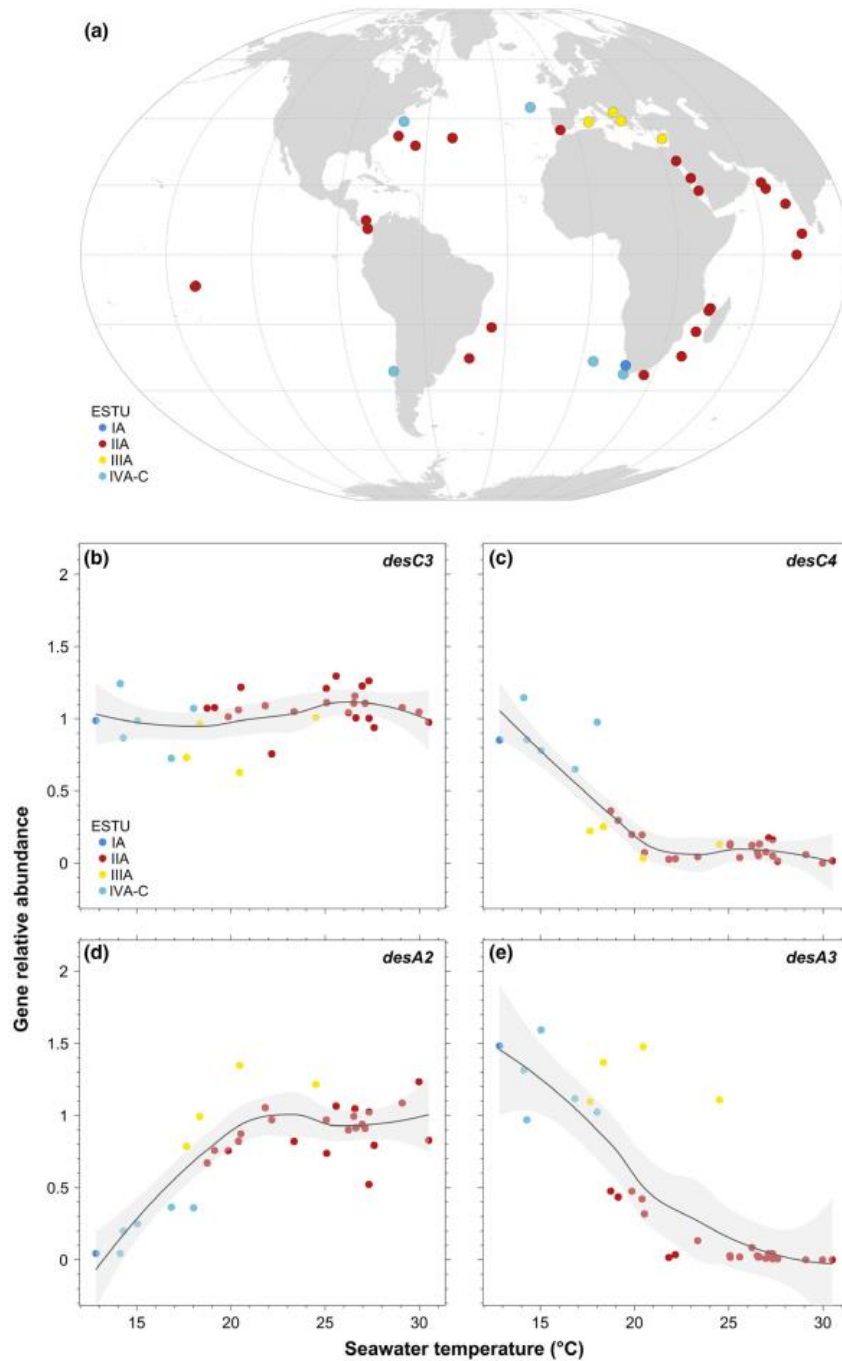 (a)
ESTU
IA
IIA
IIIA
IVA-C
(b) desC3
2
1.5
1
0.5
0
ESTU
IA
IIA
IIIA
IVA-C
(c) desC4
(d) desA2
2
1.5
1
0.5
0
15 20 25 30
(e) desA3
15 20 25 30
Gene relative abundance
Seawater temperature (°C)